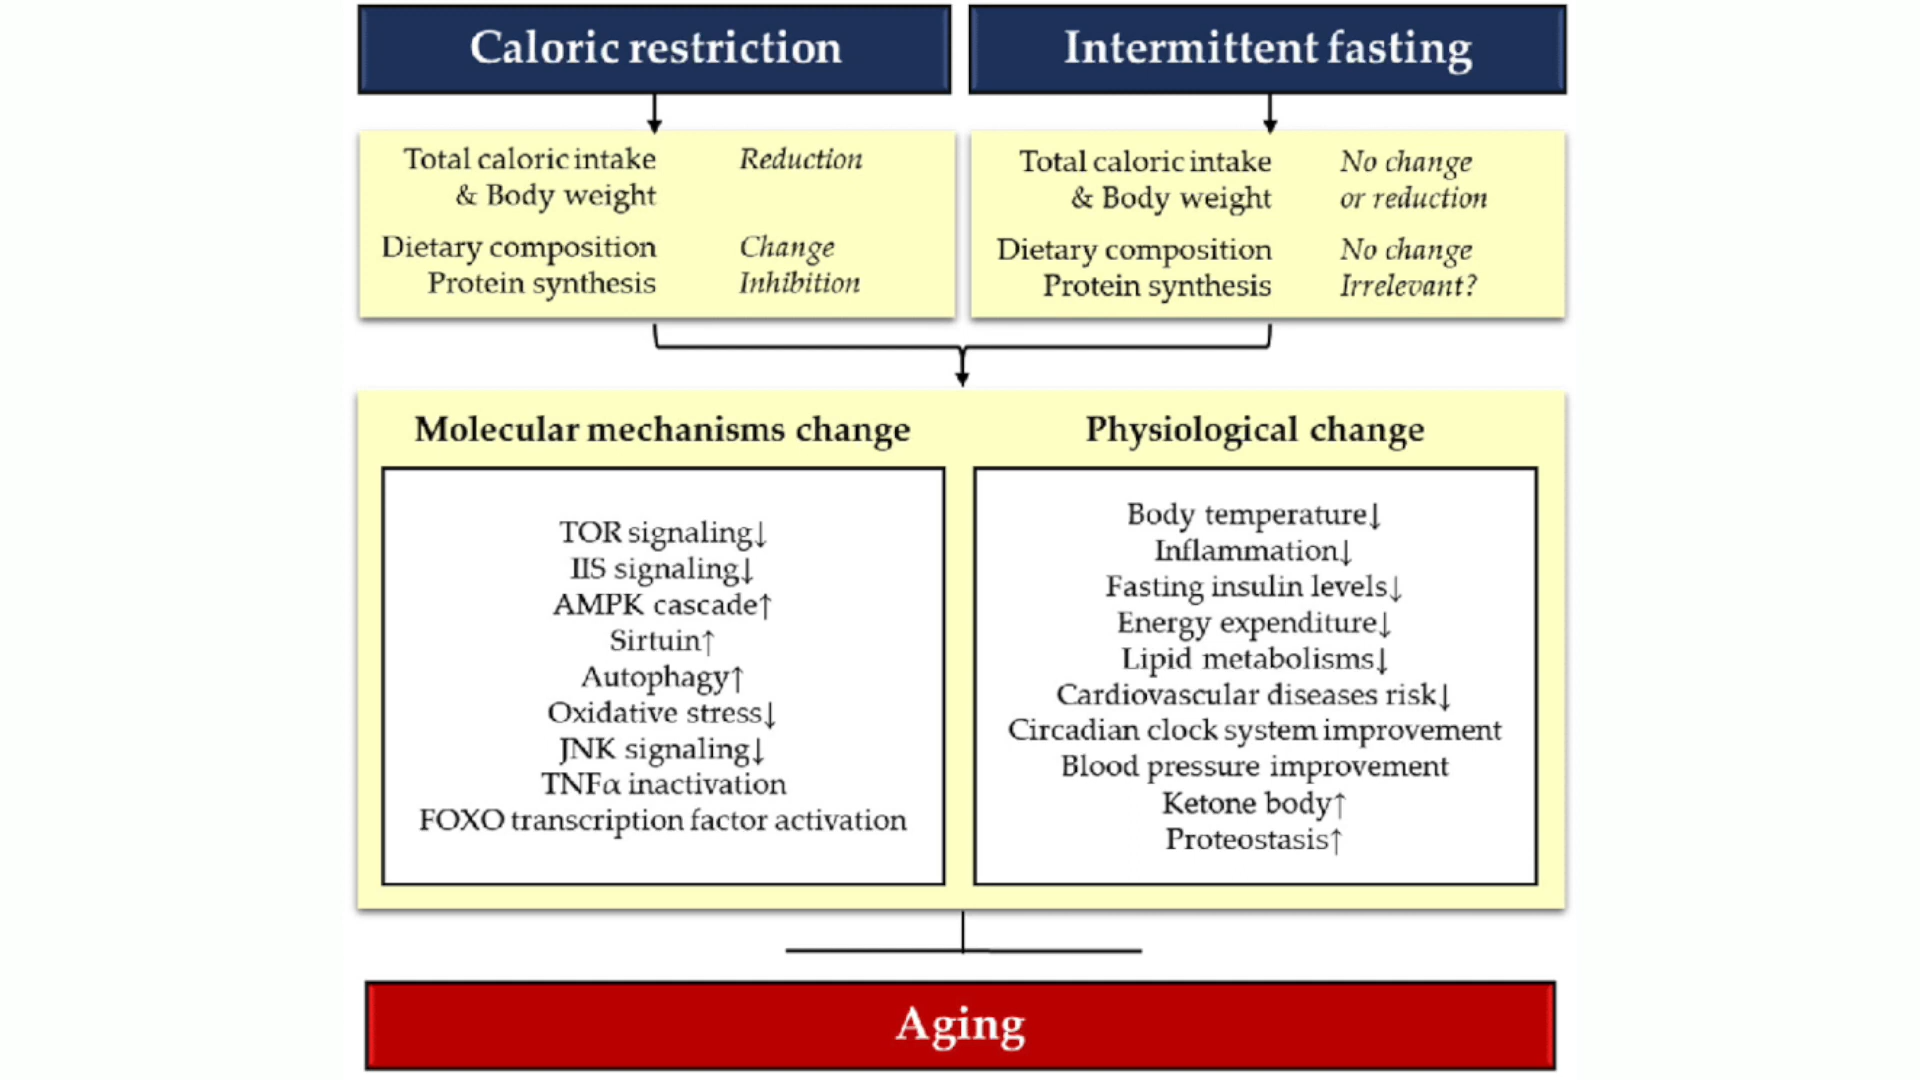 Caloric restriction
Intermittent fasting
Total caloric intake Reduction
& Body weight
Dietary composition Change
Protein synthesis Inhibition
Total caloric intake No change
& Body weight or reduction
Dietary composition No change
Protein synthesis Irrelevant?
Molecular mechanisms change
TOR signaling↓
IIS signaling↓
AMPK cascade↑
Sirtuin↑
Autophagy↑
Oxidative stress↓
JNK signaling↓
TNFα inactivation
FOXO transcription factor activation
Physiological change
Body temperature↓
Inflammation↓
Fasting insulin levels↓
Energy expenditure↓
Lipid metabolisms↓
Cardiovascular diseases risk↓
Circadian clock system improvement
Blood pressure improvement
Ketone body↑
Proteostasis↑
Aging